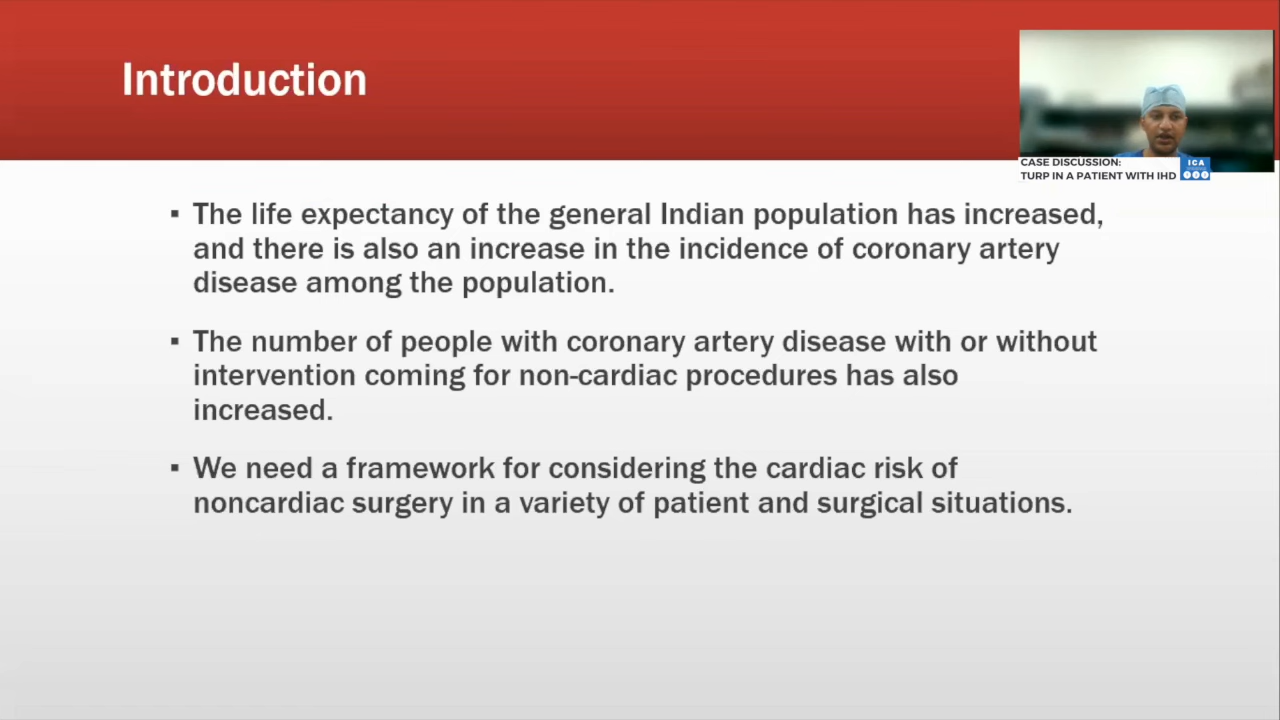 Introduction
CASE DISCUSSION:
TURP IN A PATIENT WITH IHD
ICA
▪ The life expectancy of the general Indian population has increased,
and there is also an increase in the incidence of coronary artery
disease among the population.
▪ The number of people with coronary artery disease with or without
intervention coming for non-cardiac procedures has also
increased.
▪ We need a framework for considering the cardiac risk of
noncardiac surgery in a variety of patient and surgical situations.